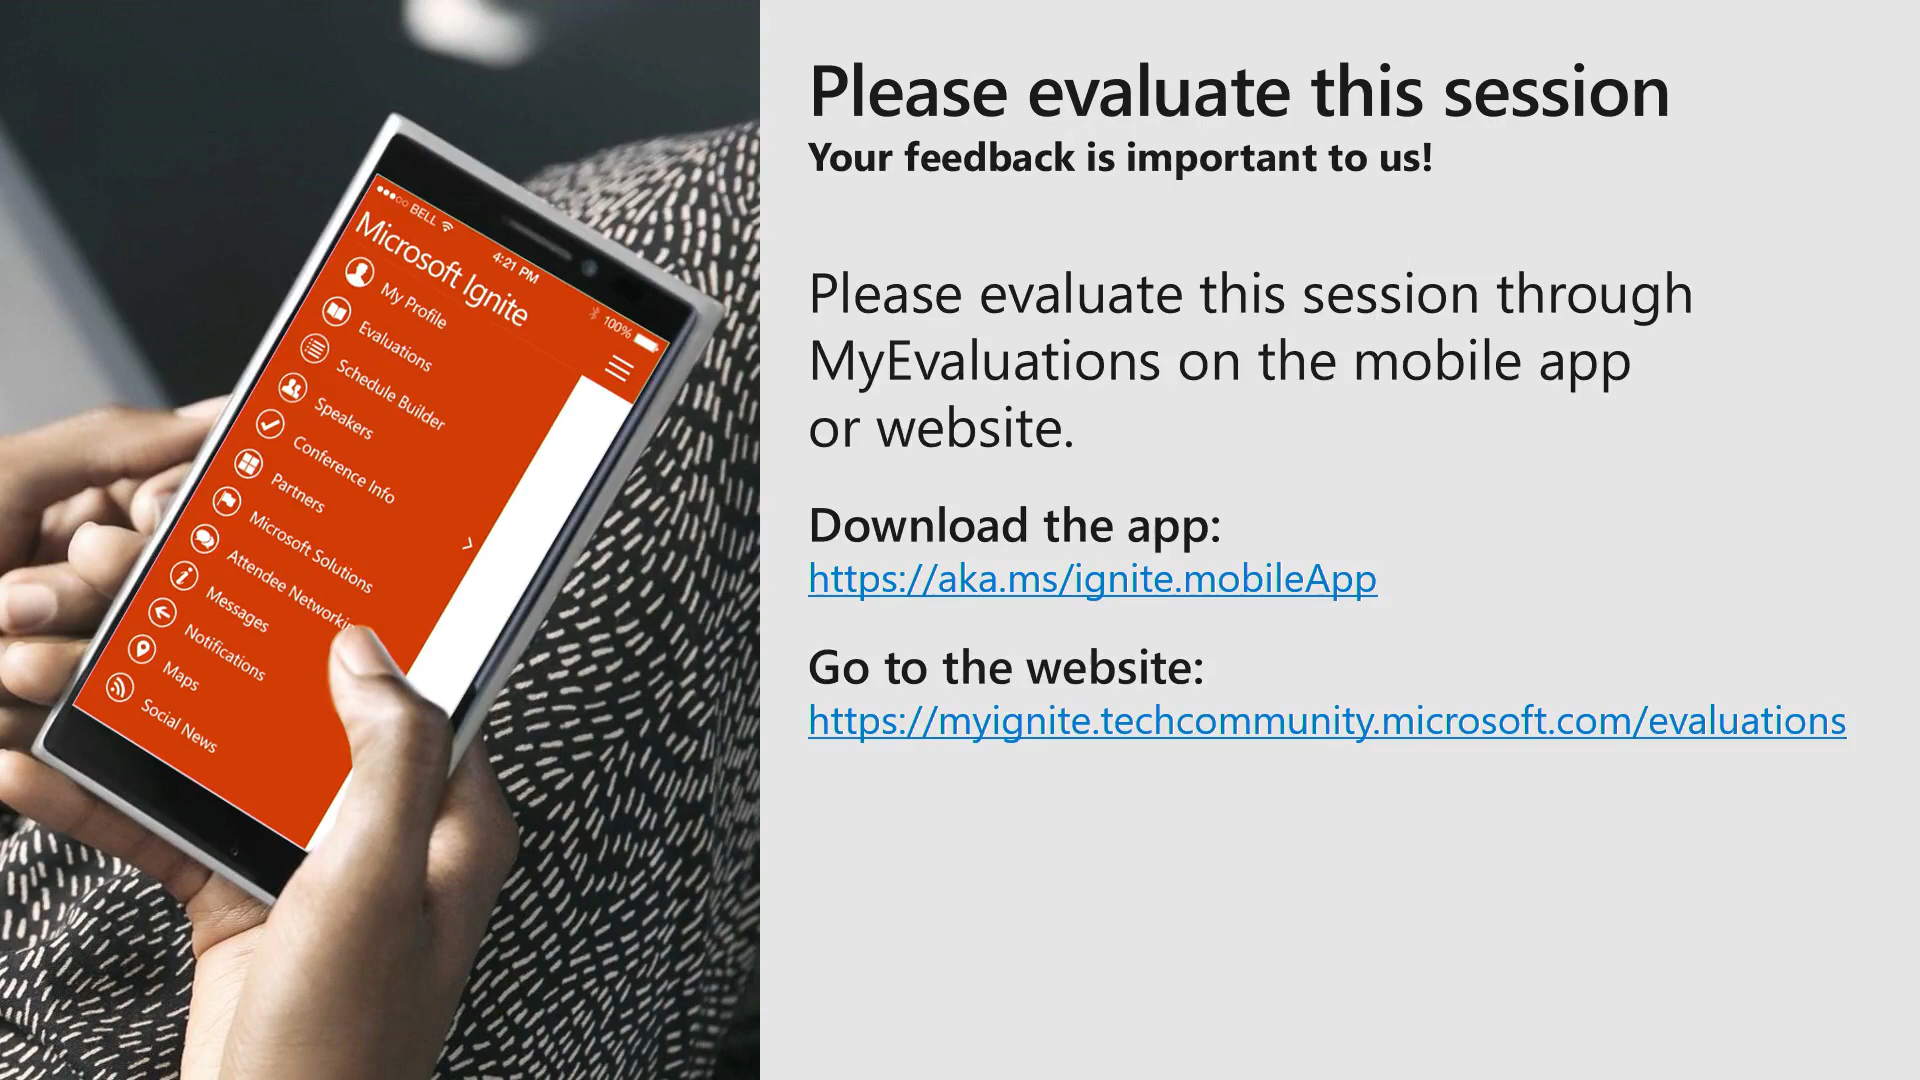 BELL
4:21 PM
100%
Microsoft Ignite
My Profile
Evaluations
Schedule Builder
Speakers
Conference Info
Partners
Microsoft Solutions
Attendee Networkin
Messages
Notifications
Maps
Social News
Please evaluate this session
Your feedback is important to us!
Please evaluate this session through
MyEvaluations on the mobile app
or website.
Download the app:
https://aka.ms/ignite.mobileApp
Go to the website:
https://myignite.techcommunity.microsoft.com/evaluations